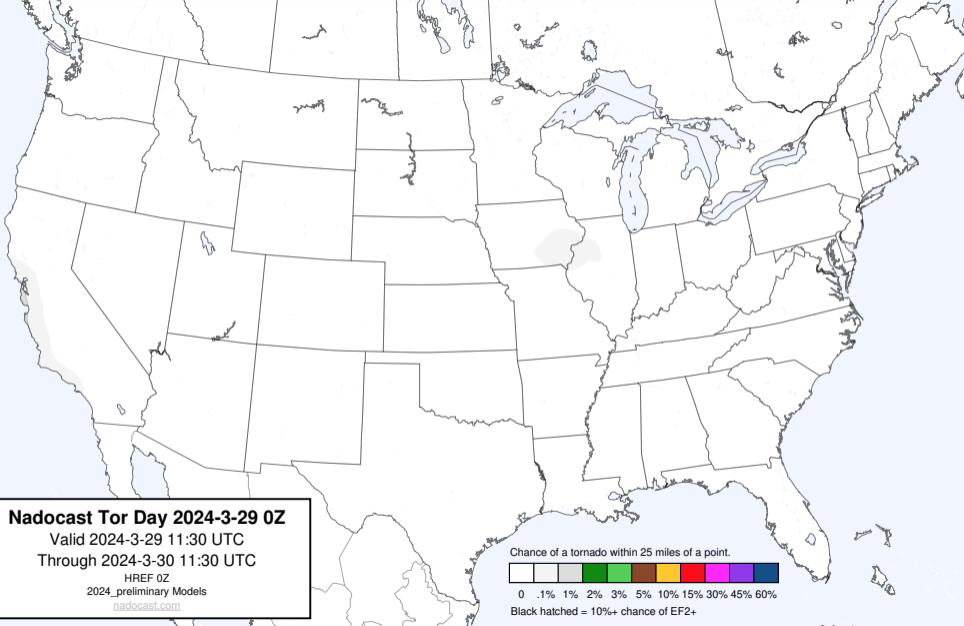 Nadocast Tor Day 2024-3-29 0Z
Valid 2024-3-29 11:30 UTC
Through 2024-3-30 11:30 UTC
HREF 0Z
2024_preliminary Models
nadocast.com
Chance of a tornado within 25 miles of a point.
0 .1% 1% 2% 3% 5% 10% 15% 30% 45% 60%
Black hatched = 10%+ chance of EF2+